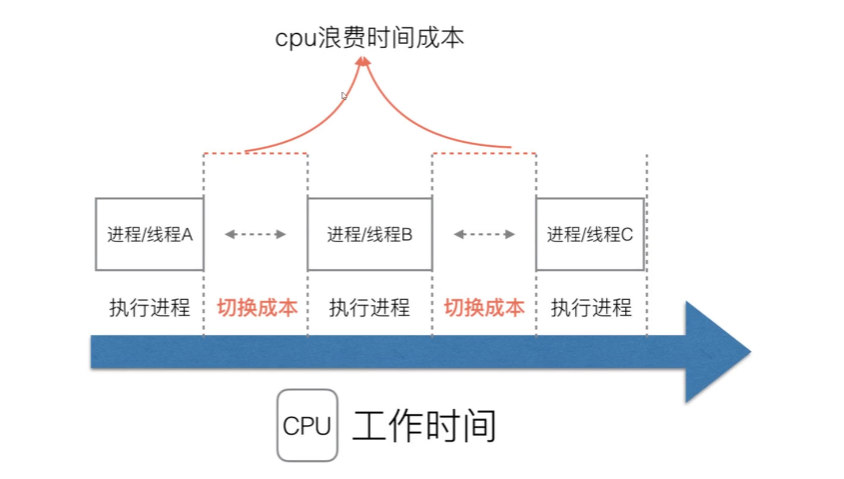 cpu浪费时间成本
进程/线程A
进程/线程B
进程/线程C
执行进程
切换成本
执行进程
切换成本
执行进程
CPU
工作时间